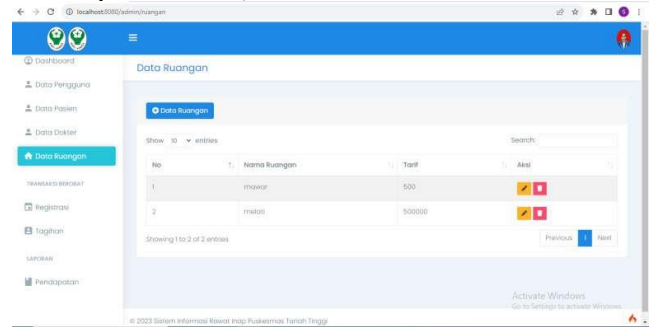 localhost:8080/admin/ruangan
Dashboard
Data Ruangan
Data Pengguna
Data Pasien
Data Ruangan
Data Dokter
Show 10 entries
Search:
Data Ruangan
No
Nama Ruangan
Tarif
Aksi
TRANSAKSI BEROBAT
1
mawar
500
Registrasi
2
melati
500000
Tagihan
Showing 1 to 2 of 2 entries
Previous 1 Next
LAPORAN
Pendapatan
Activate Windows
Go to Settings to activate Windows.
© 2023 Sistem Informasi Rawat Inap Puskesmas Tanah Tinggi